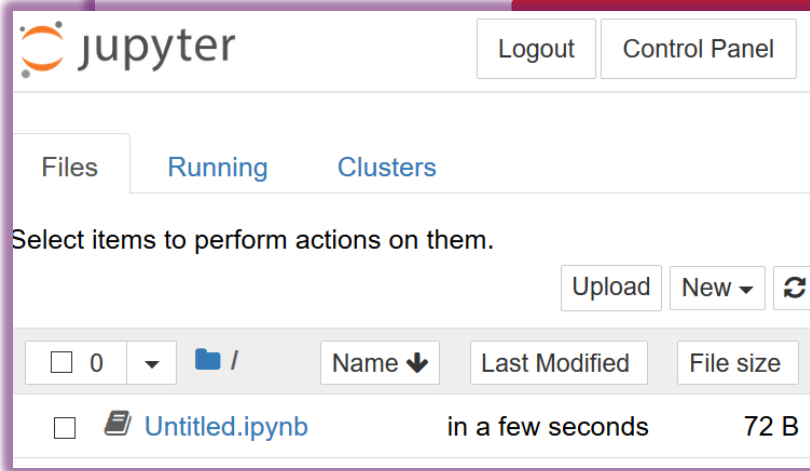 jupyter Logout Control Panel
Files Running Clusters
Select items to perform actions on them.
Upload New
0 / Name Last Modified File size
Untitled.ipynb in a few seconds 72 B